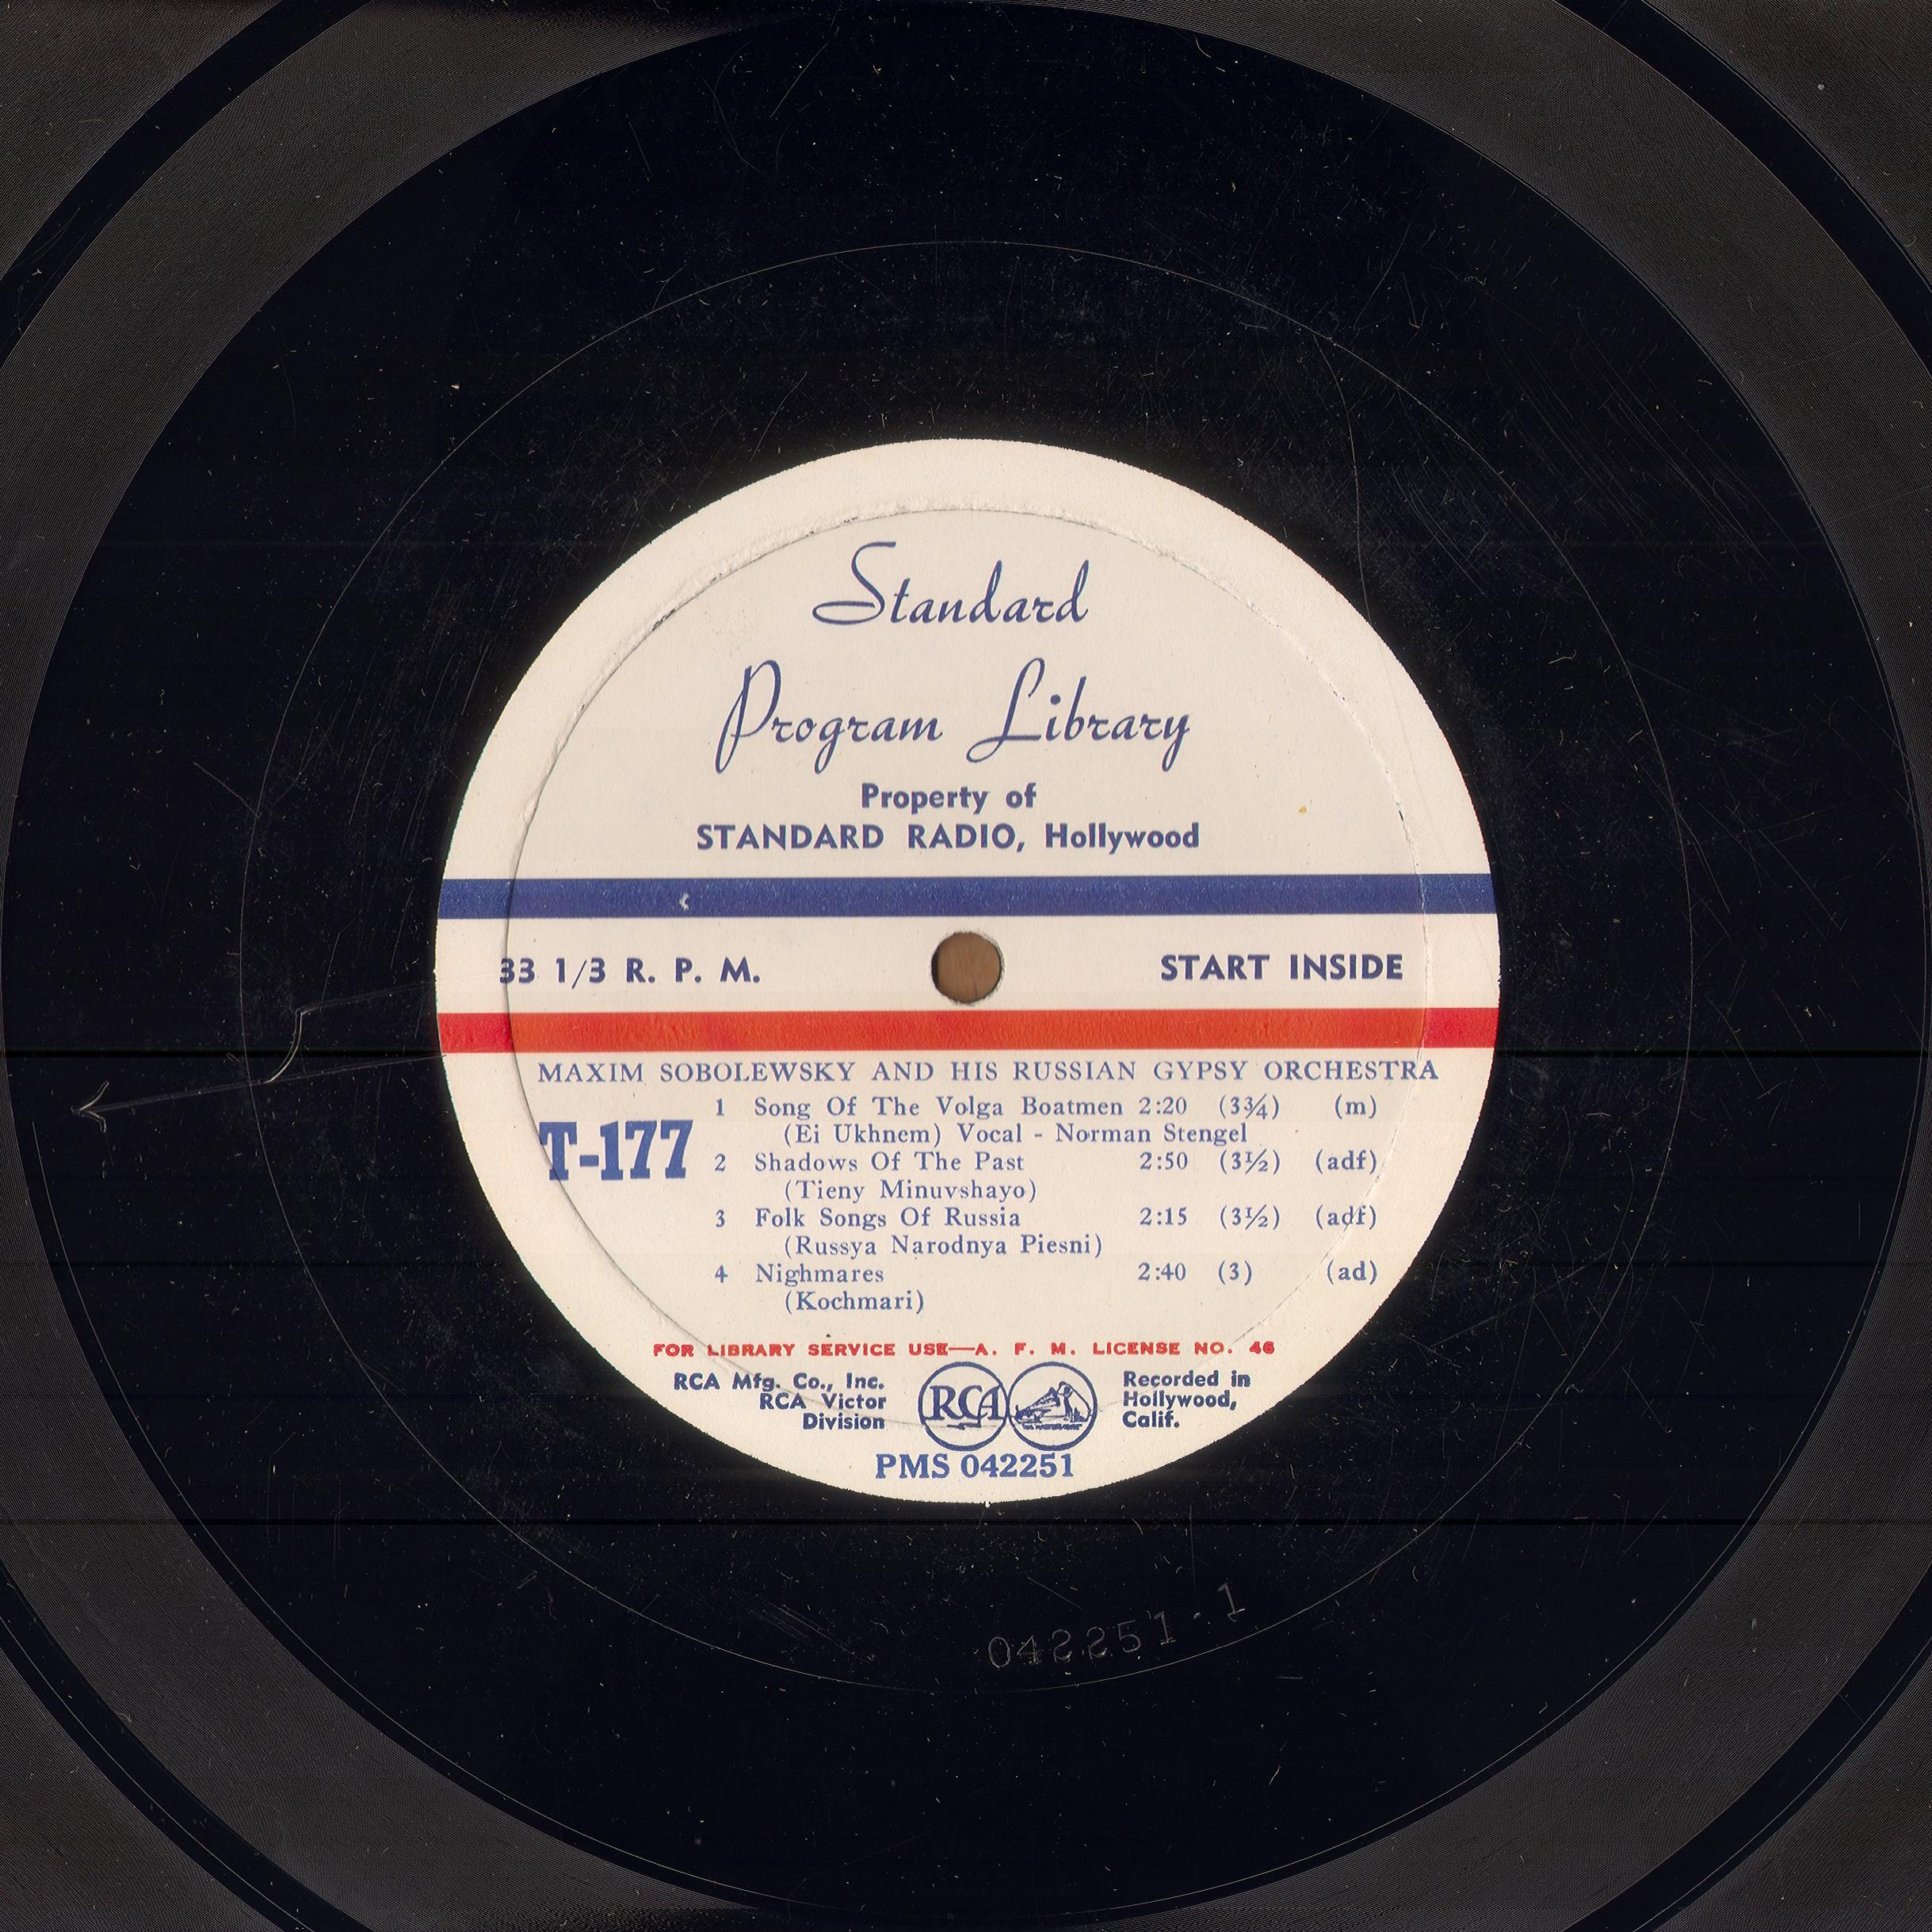 Standard
Program Library
Property of
STANDARD RADIO, Hollywood
33 1/3 R. P. M. START INSIDE
MAXIM SOBOLEWSKY AND HIS RUSSIAN GYPSY ORCHESTRA
T-177
1 Song Of The Volga Boatmen 2:20 (3¾) (m)
(Ei Ukhnem) Vocal - Norman Stengel
2 Shadows Of The Past 2:50 (3½) (adf)
(Tieny Minuvshayo)
3 Folk Songs Of Russia 2:15 (3½) (adf)
(Russya Narodnya Piesni)
4 Nighmares 2:40 (3) (ad)
(Kochmari)
FOR LIBRARY SERVICE USE—A. F. M. LICENSE NO. 46
RCA Mfg. Co., Inc.
RCA Victor
Division
RCA
Recorded in
Hollywood,
Calif.
PMS 042251
042251-1